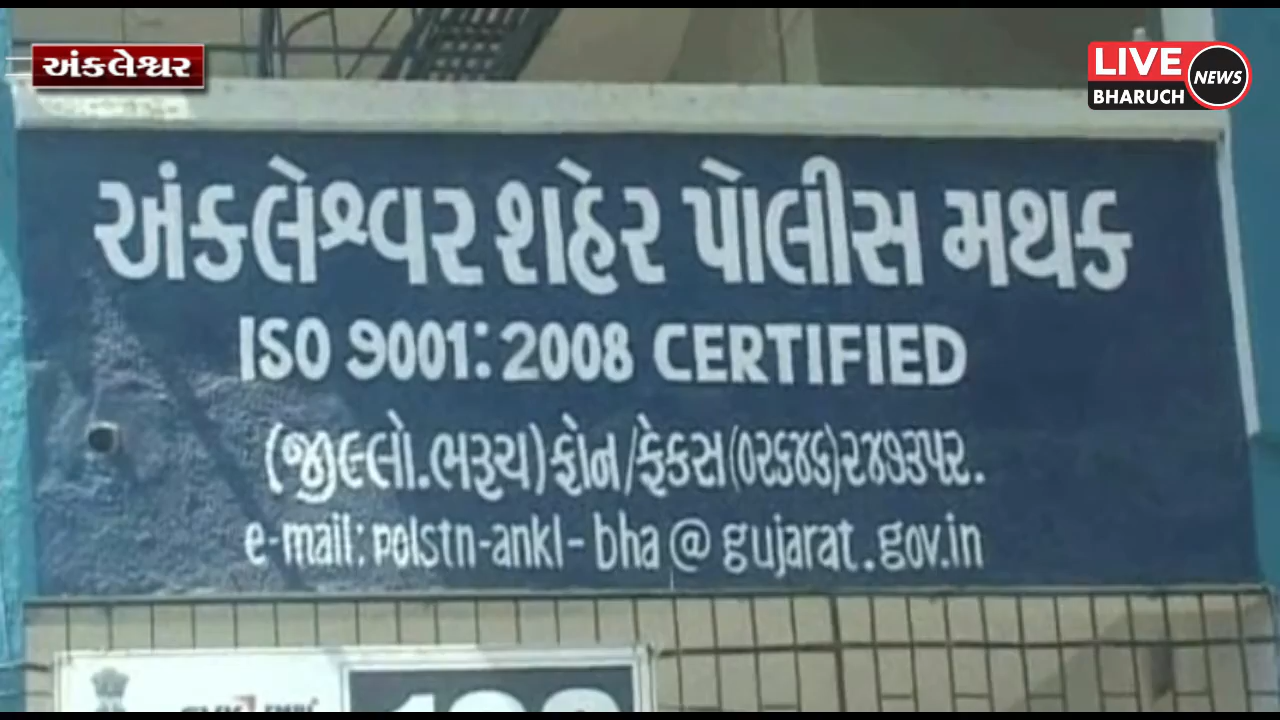 અંકલેશ્વર
LIVE
BHARUCH
NEWS
અંકલેશ્વર શહેર પોલીસ મથક
ISO 9001:2008 CERTIFIED
(જીલ્લો.ભરૂચ)ફોન/ફેકસ(૦૨૬૪૬)૨૪૭૩૫૨.
e-mail: polstn-ankl-bha@gujarat.gov.in